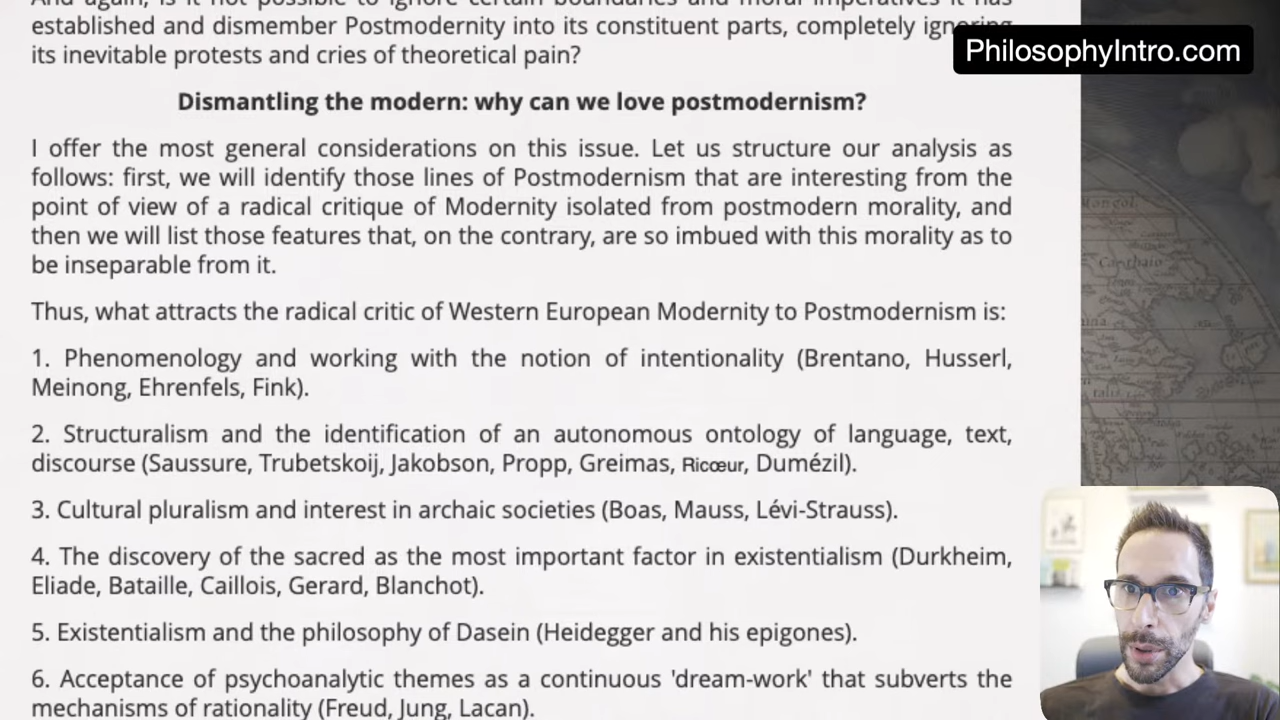 And again, is it not possible to ignore certain boundaries and moral imperatives it has
established and dismember Postmodernity into its constituent parts, completely
its inevitable protests and cries of theoretical pain?
PhilosophyIntro.com
Dismantling the modern: why can we love postmodernism?
I offer the most general considerations on this issue. Let us structure our analysis as
follows: first, we will identify those lines of Postmodernism that are interesting from the
point of view of a radical critique of Modernity isolated from postmodern morality, and
then we will list those features that, on the contrary, are so imbued with this morality as to
be inseparable from it.
Thus, what attracts the radical critic of Western European Modernity to Postmodernism is:
1. Phenomenology and working with the notion of intentionality (Brentano, Husserl,
Meinong, Ehrenfels, Fink).
2. Structuralism and the identification of an autonomous ontology of language, text,
discourse (Saussure, Trubetskoij, Jakobson, Propp, Greimas, Ricœur, Dumézil).
3. Cultural pluralism and interest in archaic societies (Boas, Mauss, Lévi-Strauss).
4. The discovery of the sacred as the most important factor in existentialism (Durkheim,
Eliade, Bataille, Caillois, Gerard, Blanchot).
5. Existentialism and the philosophy of Dasein (Heidegger and his epigones).
6. Acceptance of psychoanalytic themes as a continuous 'dream-work' that subverts the
mechanisms of rationality (Freud, Jung, Lacan).